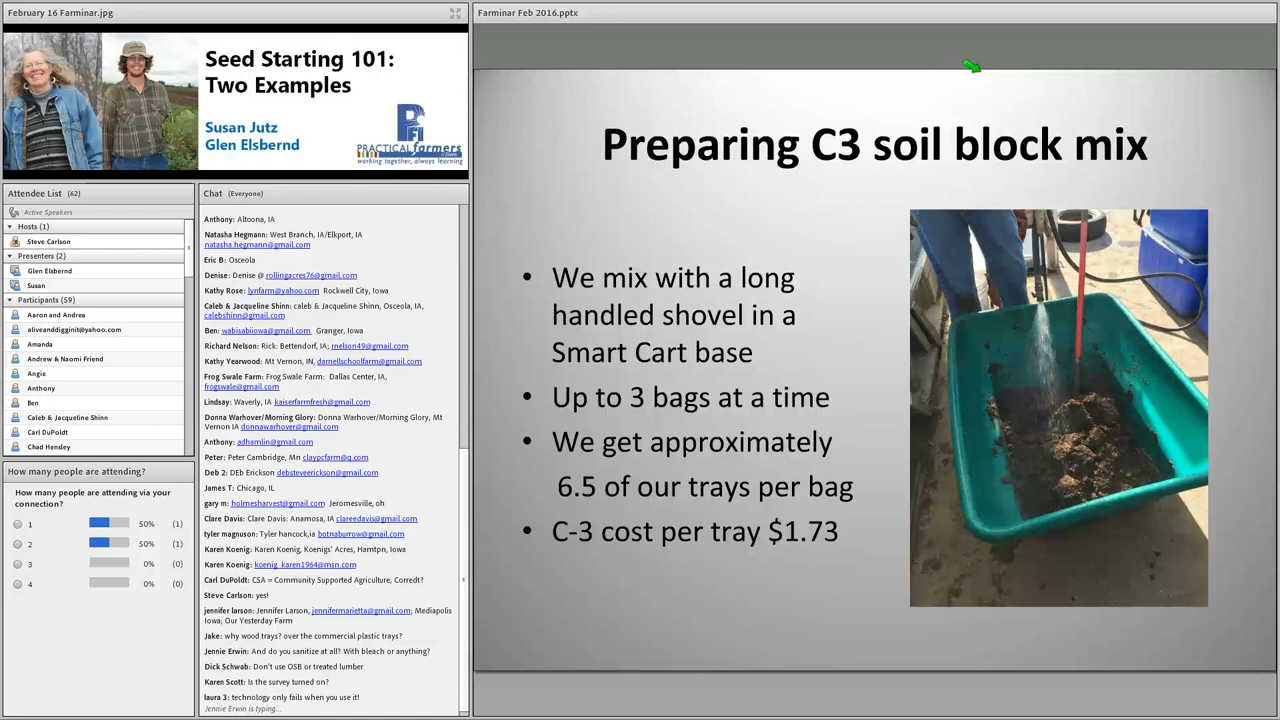 February 16 Farminar.jpg
Seed Starting 101:
Two Examples
Susan Jutz
Glen Elsbernd
PFI
PRACTICAL farmers
of Iowa
working together, always learning
Attendee List (62)
Active Speakers
Hosts (1)
Steve Carlson
Presenters (2)
Glen Elsbernd
Susan
Participants (59)
Aaron and Andrea
aliveanddigginit@yahoo.com
Amanda
Andrew & Naomi Friend
Angie
Anthony
Ben
Caleb & Jacqueline Shinn
Carl DuPoldt
Chad Hensley
How many people are attending?
How many people are attending via your
connection?
1 50% (1)
2 50% (1)
3 0% (0)
4 0% (0)
Chat (Everyone)
Anthony: Altoona, IA
Natasha Hegmann: West Branch, IA/Elkport, IA
natasha.hegmann@gmail.com
Eric B: Osceola
Denise: Denise @ rollingacres76@gmail.com
Kathy Rose: lynfarm@yahoo.com Rockwell City, Iowa
Caleb & Jacqueline Shinn: caleb & Jacqueline Shinn, Osceola, IA,
calebshinn@gmail.com
Ben: wabisabiiowa@gmail.com Granger, Iowa
Richard Nelson: Rick: Bettendorf, IA; rnelson49@gmail.com
Kathy Yearwood: Mt Vernon, IN, darnellschoolfarm@gmail.com
Frog Swale Farm: Frog Swale Farm: Dallas Center, IA,
frogswale@gmail.com
Lindsay: Waverly, IA kaiserfarmfresh@gmail.com
Donna Warhover/Morning Glory: Donna Warhover/Morning Glory, Mt
Vernon IA donnawarhover@gmail.com
Anthony: adhamlin@gmail.com
Peter: Peter Cambridge, Mn claypcfarm@q.com
Deb 2: DEb Erickson debsteveerickson@gmail.com
James T: Chicago, IL
gary m: holmesharvest@gmail.com Jeromesville, oh
Clare Davis: Clare Davis: Anamosa, IA clareedavis@gmail.com
tyler magnuson: Tyler hancock,ia botnaburrow@gmail.com
Karen Koenig: Karen Koenig, Koenigs' Acres, Hamtpn, Iowa
Karen Koenig: koenig_karen1964@msn.com
Carl DuPoldt: CSA = Community Supported Agriculture, Corredt?
Steve Carlson: yes!
jennifer larson: Jennifer Larson, jennifermarietta@gmail.com; Mediapolis
Iowa; Our Yesterday Farm
Jake: why wood trays? over the commercial plastic trays?
Jennie Erwin: And do you sanitize at all? With bleach or anything?
Dick Schwab: Don't use OSB or treated lumber
Karen Scott: Is the survey turned on?
laura 3: technology only fails when you use it!
Jennie Erwin is typing...
Farminar Feb 2016.pptx
Preparing C3 soil block mix
• We mix with a long
handled shovel in a
Smart Cart base
• Up to 3 bags at a time
• We get approximately
6.5 of our trays per bag
• C-3 cost per tray $1.73